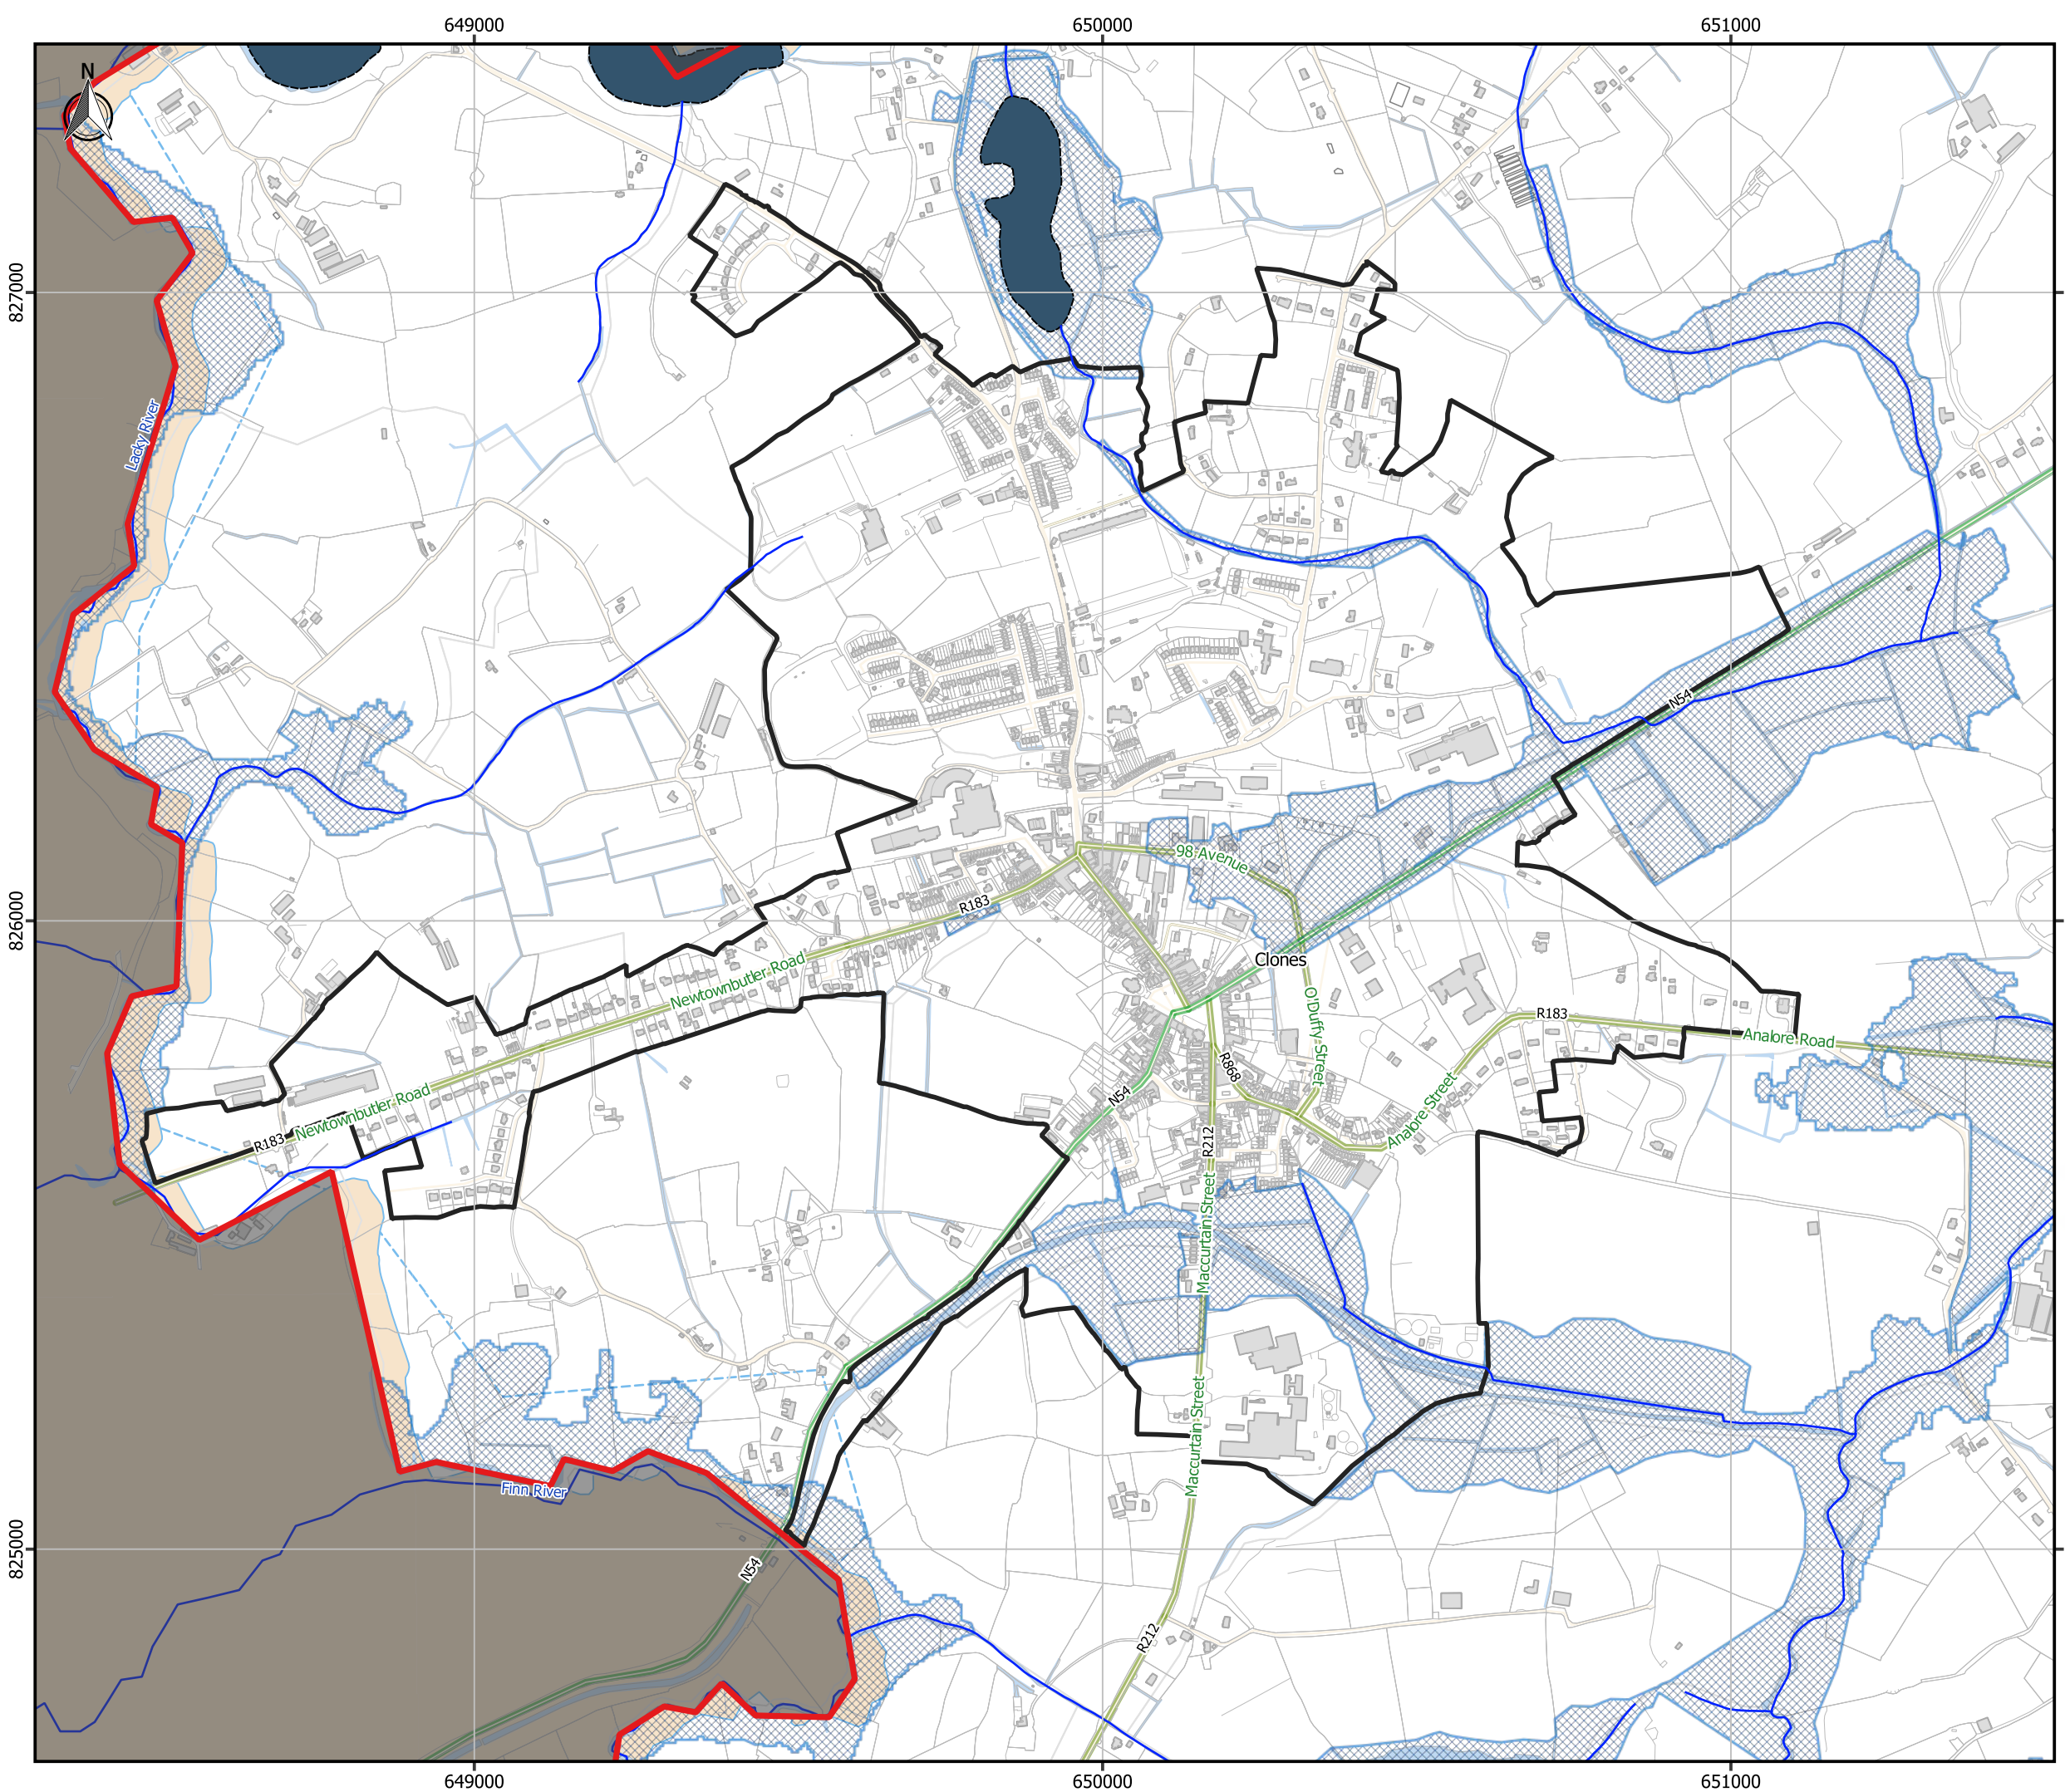 649000 650000 651000
N
827000
Lacky River
N54
98 Avenue
R183
826000
Clones
Newtownbutler Road
O'Duffy Street
R183
Analore Road
R868
N54
Analore Street
Newtownbutler Road
R183
R212
Maccurtain Street
Maccurtain Street
Finn River
825000
N54
R212
649000 650000 651000